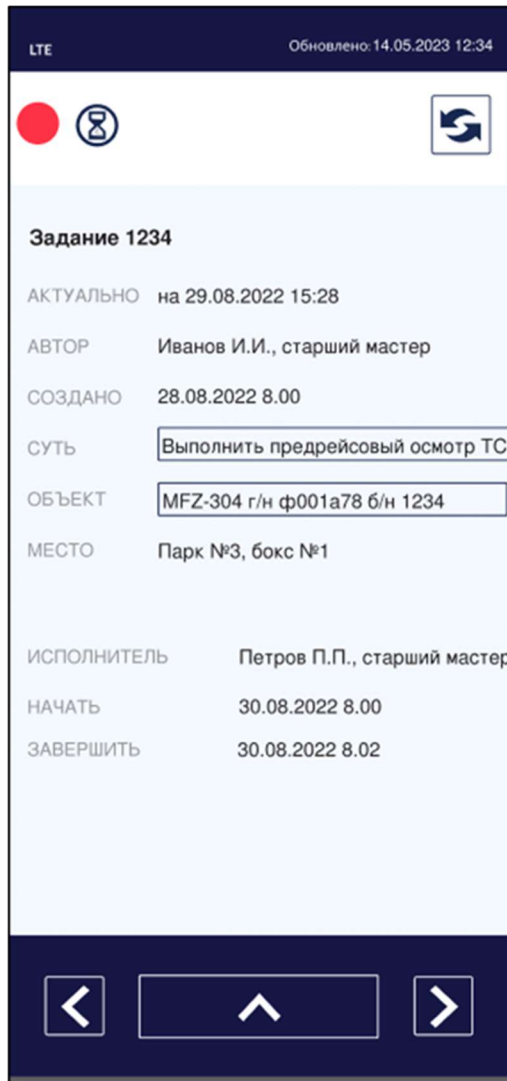 LTE Обновлено:14.05.2023 12:34
Задание 1234
АКТУАЛЬНО на 29.08.2022 15:28
АВТОР Иванов И.И., старший мастер
СОЗДАНО 28.08.2022 8.00
СУТЬ Выполнить предрейсовый осмотр ТС
ОБЪЕКТ MFZ-304 г/н ф001а78 б/н 1234
МЕСТО Парк №3, бокс №1
ИСПОЛНИТЕЛЬ Петров П.П., старший мастер
НАЧАТЬ 30.08.2022 8.00
ЗАВЕРШИТЬ 30.08.2022 8.02